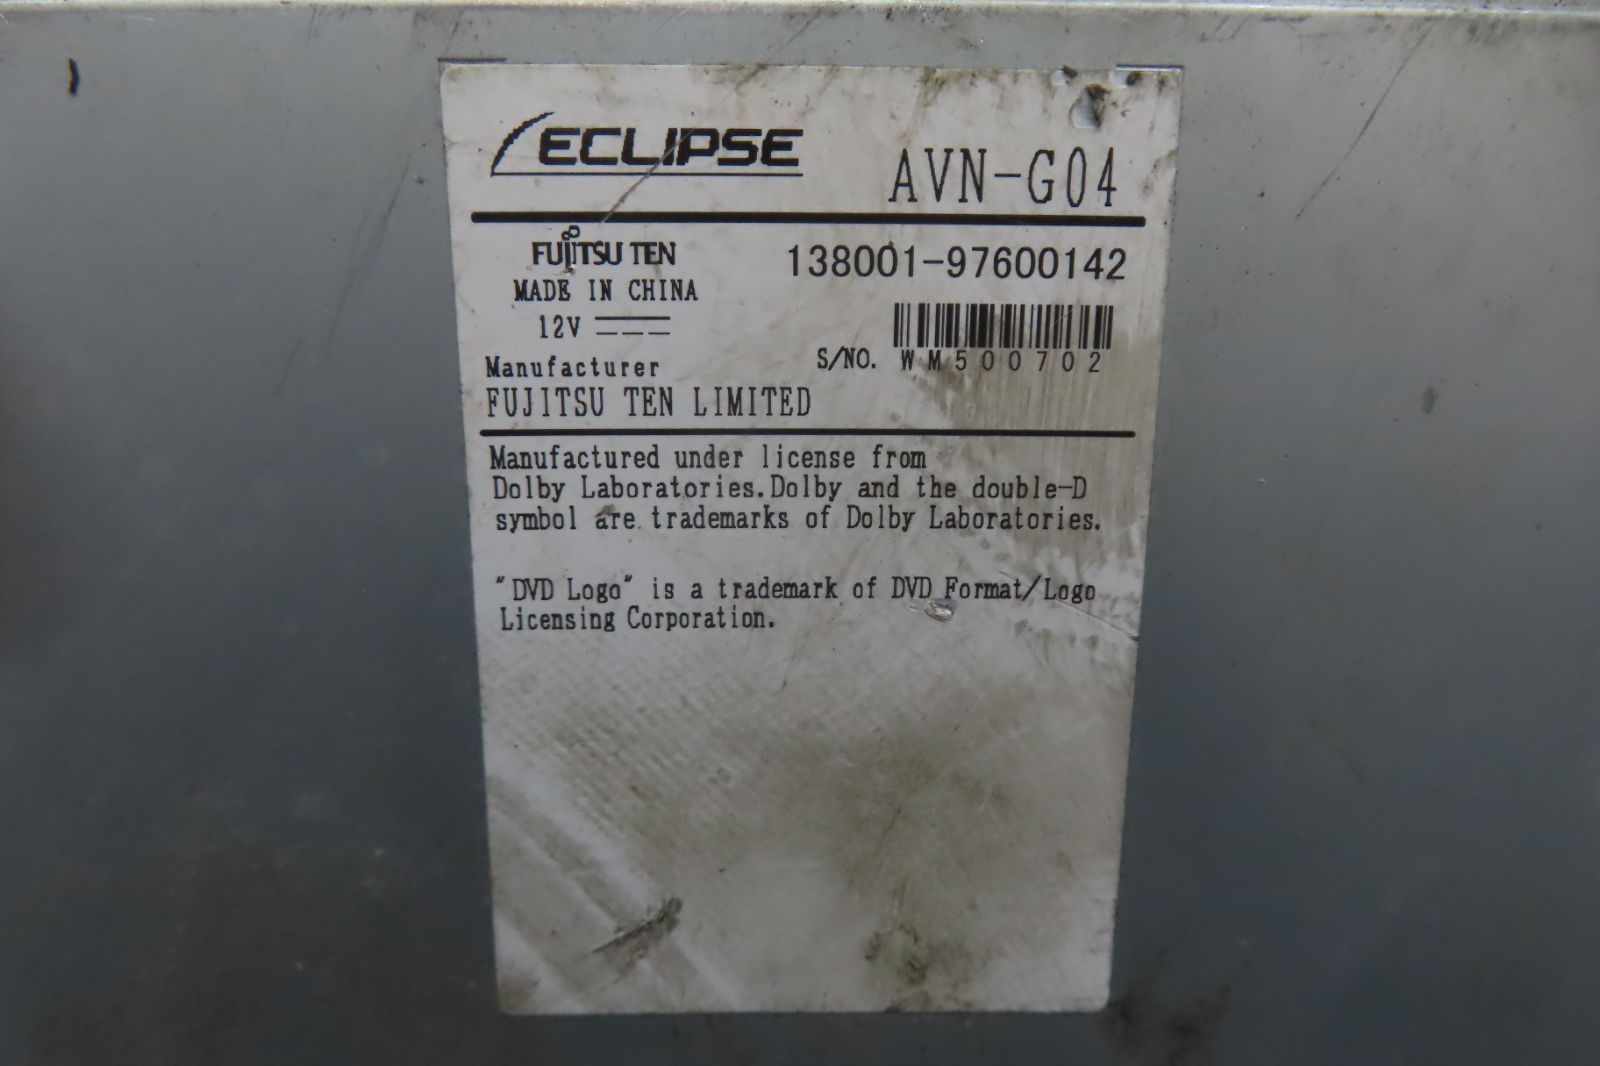 ECLIPSE AVN-G04
FUJITSU TEN 138001-97600142
MADE IN CHINA
12V
S/NO. WM500702
Manufacturer
FUJITSU TEN LIMITED
Manufactured under license from
Dolby Laboratories.Dolby and the double-D
symbol are trademarks of Dolby Laboratories.
"DVD Logo" is a trademark of DVD Format/Logo
Licensing Corporation.